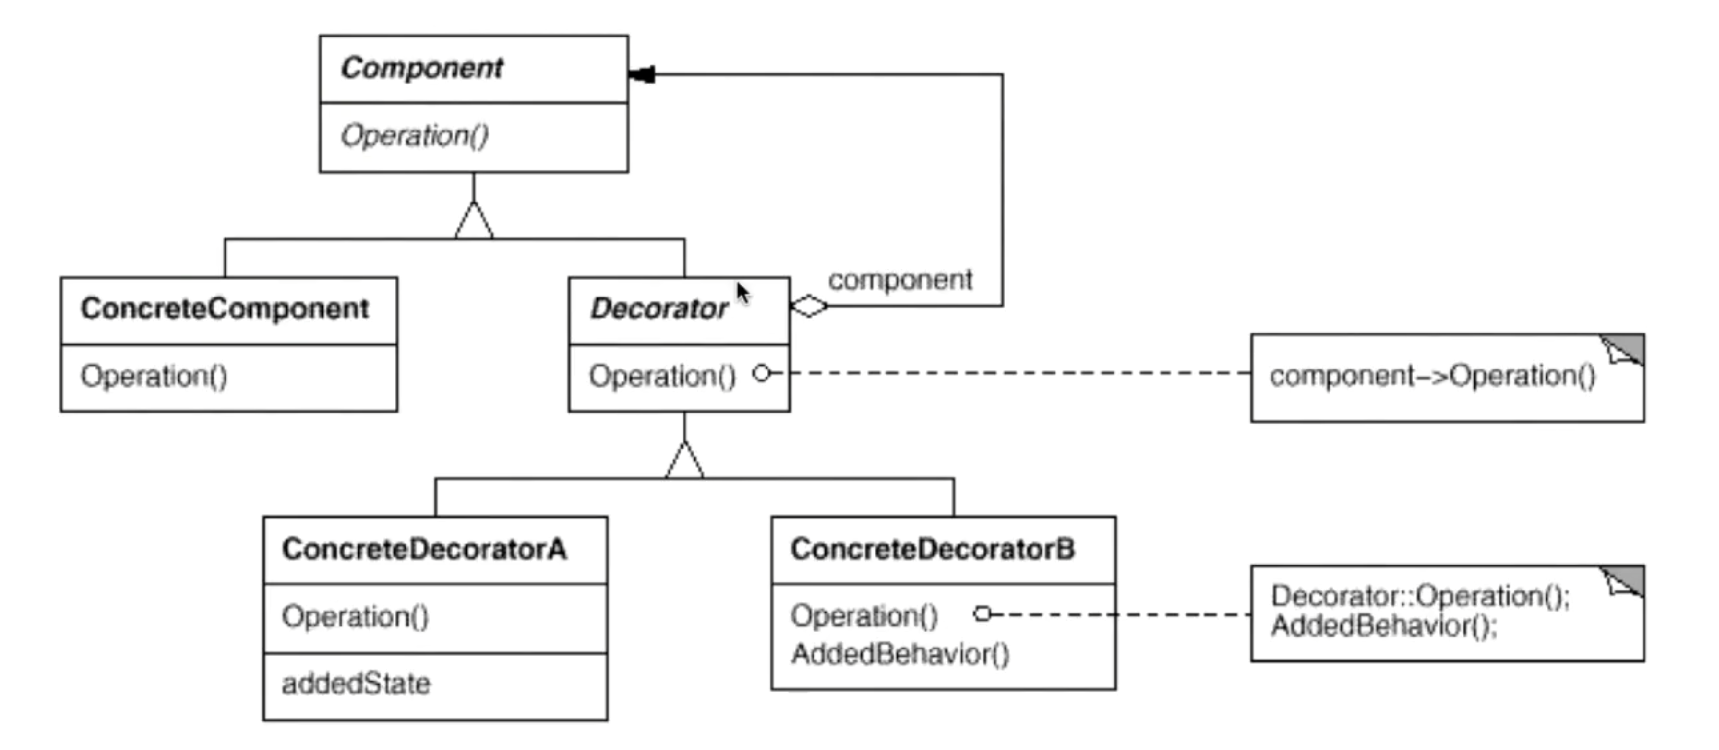 Component
Operation()
component
ConcreteComponent
Operation()
Decorator
Operation()
component–>Operation()
ConcreteDecoratorA
Operation()
addedState
ConcreteDecoratorB
Operation()
AddedBehavior()
Decorator::Operation();
AddedBehavior();